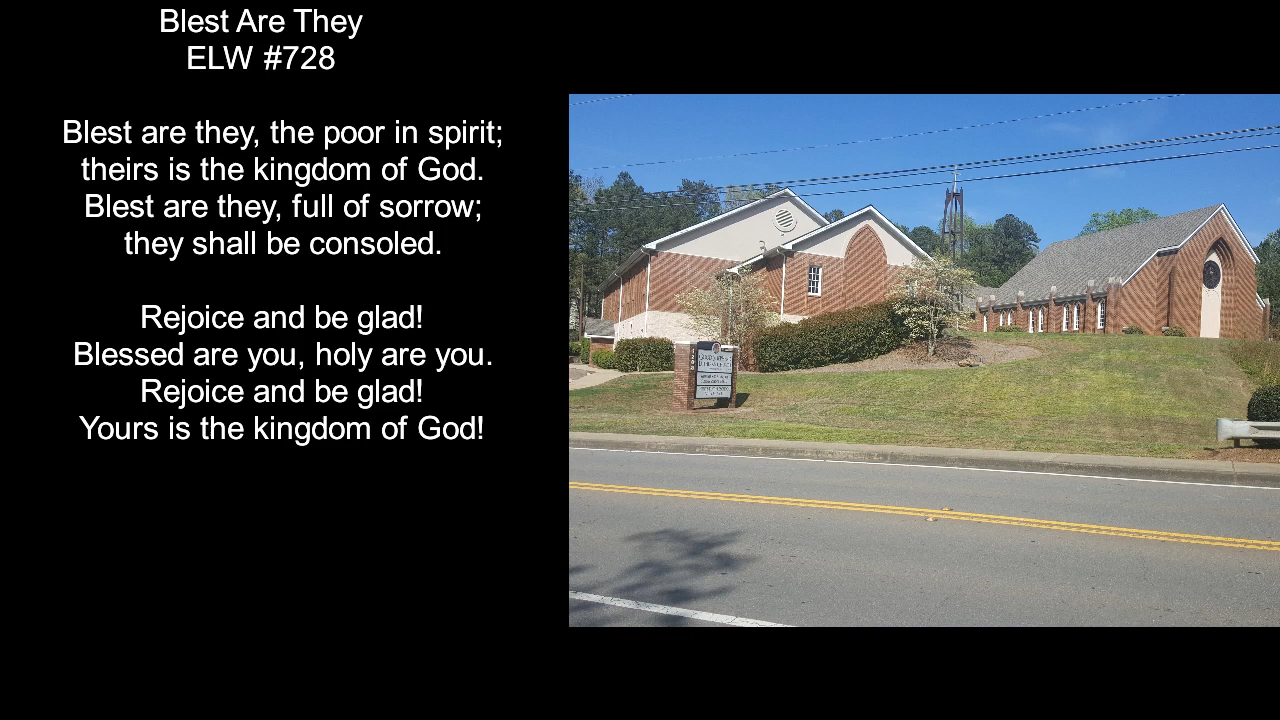 Blest Are They
ELW #728
Blest are they, the poor in spirit;
theirs is the kingdom of God.
Blest are they, full of sorrow;
they shall be consoled.
Rejoice and be glad!
Blessed are you, holy are you.
Rejoice and be glad!
Yours is the kingdom of God!